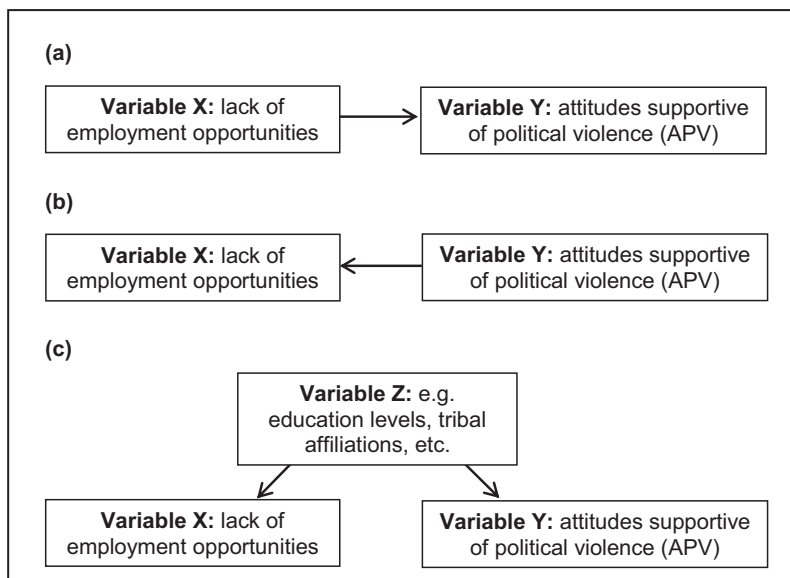 (a)
Variable X: lack of
employment opportunities
Variable Y: attitudes supportive
of political violence (APV)
(b)
Variable X: lack of
employment opportunities
Variable Y: attitudes supportive
of political violence (APV)
(c)
Variable Z: e.g.
education levels, tribal
affiliations, etc.
Variable X: lack of
employment opportunities
Variable Y: attitudes supportive
of political violence (APV)